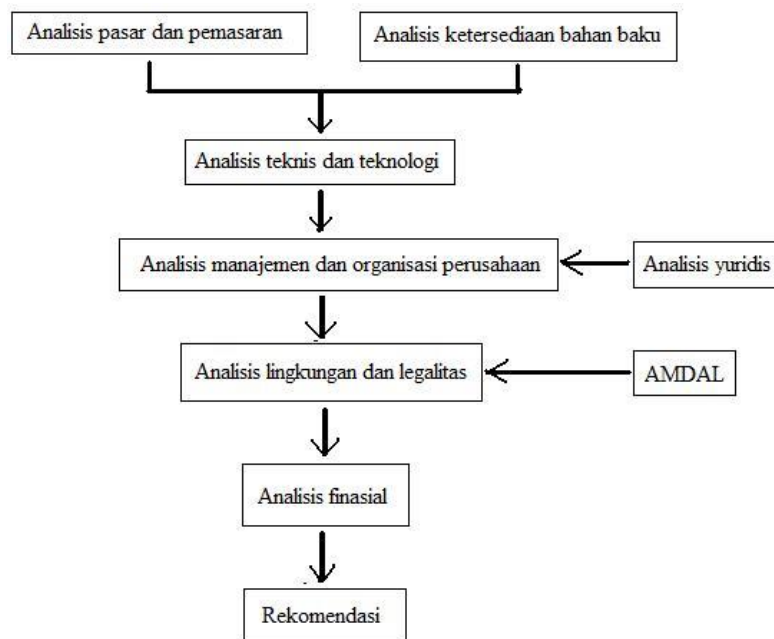 Analisis pasar dan pemasaran
Analisis ketersediaan bahan baku
Analisis teknis dan teknologi
Analisis manajemen dan organisasi perusahaan
Analisis yuridis
Analisis lingkungan dan legalitas
AMDAL
Analisis finasial
Rekomendasi